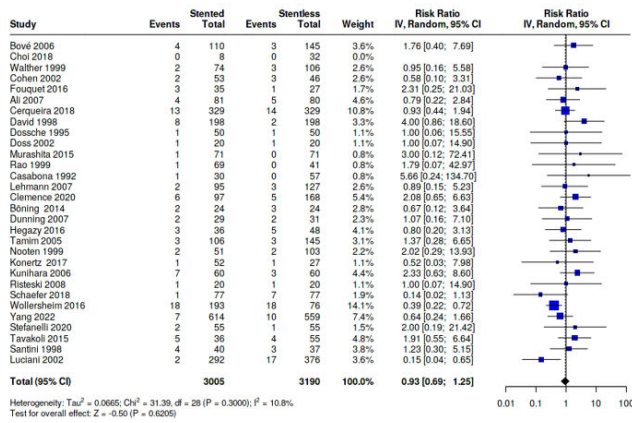 Stented Stentless Risk Ratio Risk Ratio
Study Events Total Events Total Weight IV, Random, 95% CI IV, Random, 95% CI
Bové 2006 4 110 3 145 3.6% 1.76 [0.40; 7.69]
Choi 2018 0 8 0 32
Walther 1999 2 74 3 106 2.6% 0.95 [0.16; 5.58]
Cohen 2002 2 53 3 46 2.6% 0.58 [0.10; 3.31]
Fouquet 2016 3 35 1 27 1.7% 2.31 [0.25; 21.03]
Ali 2007 4 81 5 80 4.7% 0.79 [0.22; 2.84]
Cerqueira 2018 13 329 14 329 10.8% 0.93 [0.44; 1.94]
David 1998 8 198 2 198 3.4% 4.00 [0.86; 18.60]
Dossche 1995 1 50 1 50 1.1% 1.00 [0.06; 15.55]
Doss 2002 1 20 1 20 1.2% 1.00 [0.07; 14.90]
Murashita 2015 1 71 0 71 0.9% 3.00 [0.12; 72.41]
Rao 1999 1 69 0 41 0.9% 1.79 [0.07; 42.97]
Casabona 1992 1 30 0 57 0.9% 5.66 [0.24; 134.70]
Lehmann 2007 2 95 3 127 2.6% 0.89 [0.15; 5.23]
Clemence 2020 6 97 5 168 5.7% 2.08 [0.65; 6.63]
Böning 2014 2 24 3 24 2.8% 0.67 [0.12; 3.64]
Dunning 2007 2 29 2 31 2.2% 1.07 [0.16; 7.10]
Hegazy 2016 3 36 5 48 4.1% 0.80 [0.20; 3.13]
Tamim 2005 3 106 3 145 3.2% 1.37 [0.28; 6.65]
Nooten 1999 2 51 2 103 2.1% 2.02 [0.29; 13.93]
Konertz 2017 1 52 1 27 1.1% 0.52 [0.03; 7.98]
Kunihara 2006 7 60 3 60 4.5% 2.33 [0.63; 8.60]
Risteski 2008 1 20 1 20 1.2% 1.00 [0.07; 14.90]
Schaefer 2018 1 77 7 77 1.9% 0.14 [0.02; 1.13]
Wollersheim 2016 18 193 18 76 14.9% 0.39 [0.22; 0.72]
Yang 2022 7 614 10 559 7.0% 0.64 [0.24; 1.66]
Stefanelli 2020 2 55 1 55 1.5% 2.00 [0.19; 21.42]
Tavakoli 2015 5 36 4 55 5.0% 1.91 [0.55; 6.64]
Santini 1998 4 40 3 37 3.8% 1.23 [0.30; 5.15]
Luciani 2002 2 292 17 376 3.6% 0.15 [0.04; 0.65]
Total (95% CI) 3005 3190 100.0% 0.93 [0.69; 1.25]
Heterogeneity: Tau² = 0.0665; Chi² = 31.39, df = 28 (P = 0.3000); I² = 10.8%
Test for overall effect: Z = -0.50 (P = 0.6205)
0.01 0.1 1 10 100